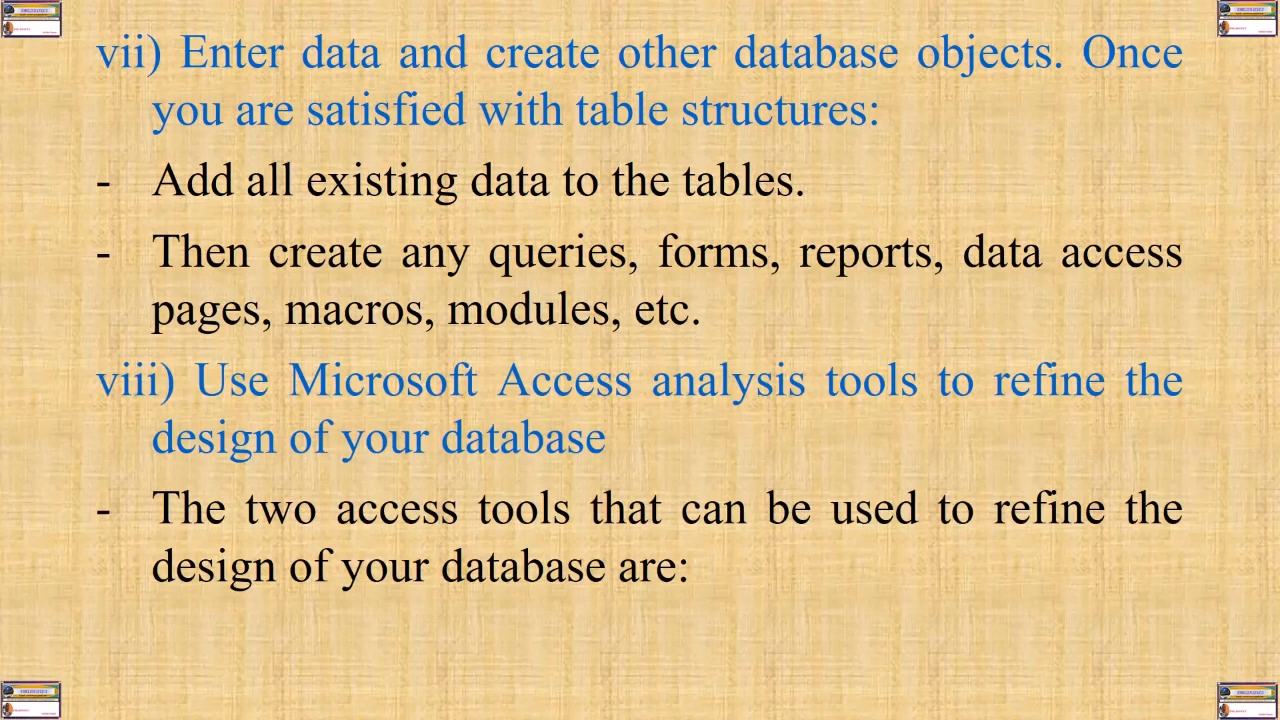 vii) Enter data and create other database objects. Once
you are satisfied with table structures:
- Add all existing data to the tables.
- Then create any queries, forms, reports, data access
pages, macros, modules, etc.
viii) Use Microsoft Access analysis tools to refine the
design of your database
- The two access tools that can be used to refine the
design of your database are: